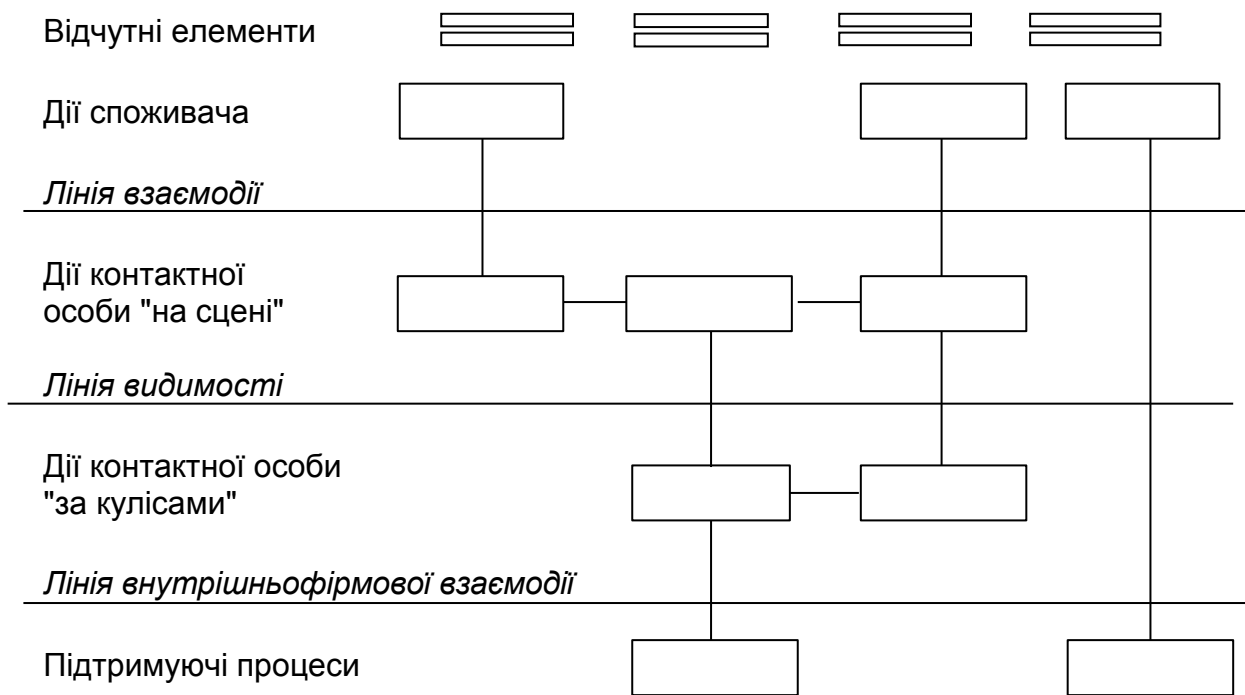 Відчутні елементи
Дії споживача
Лінія взаємодії
Дії контактної
особи "на сцені"
Лінія видимості
Дії контактної особи
"за кулісами"
Лінія внутрішньофірмової взаємодії
Підтримуючі процеси